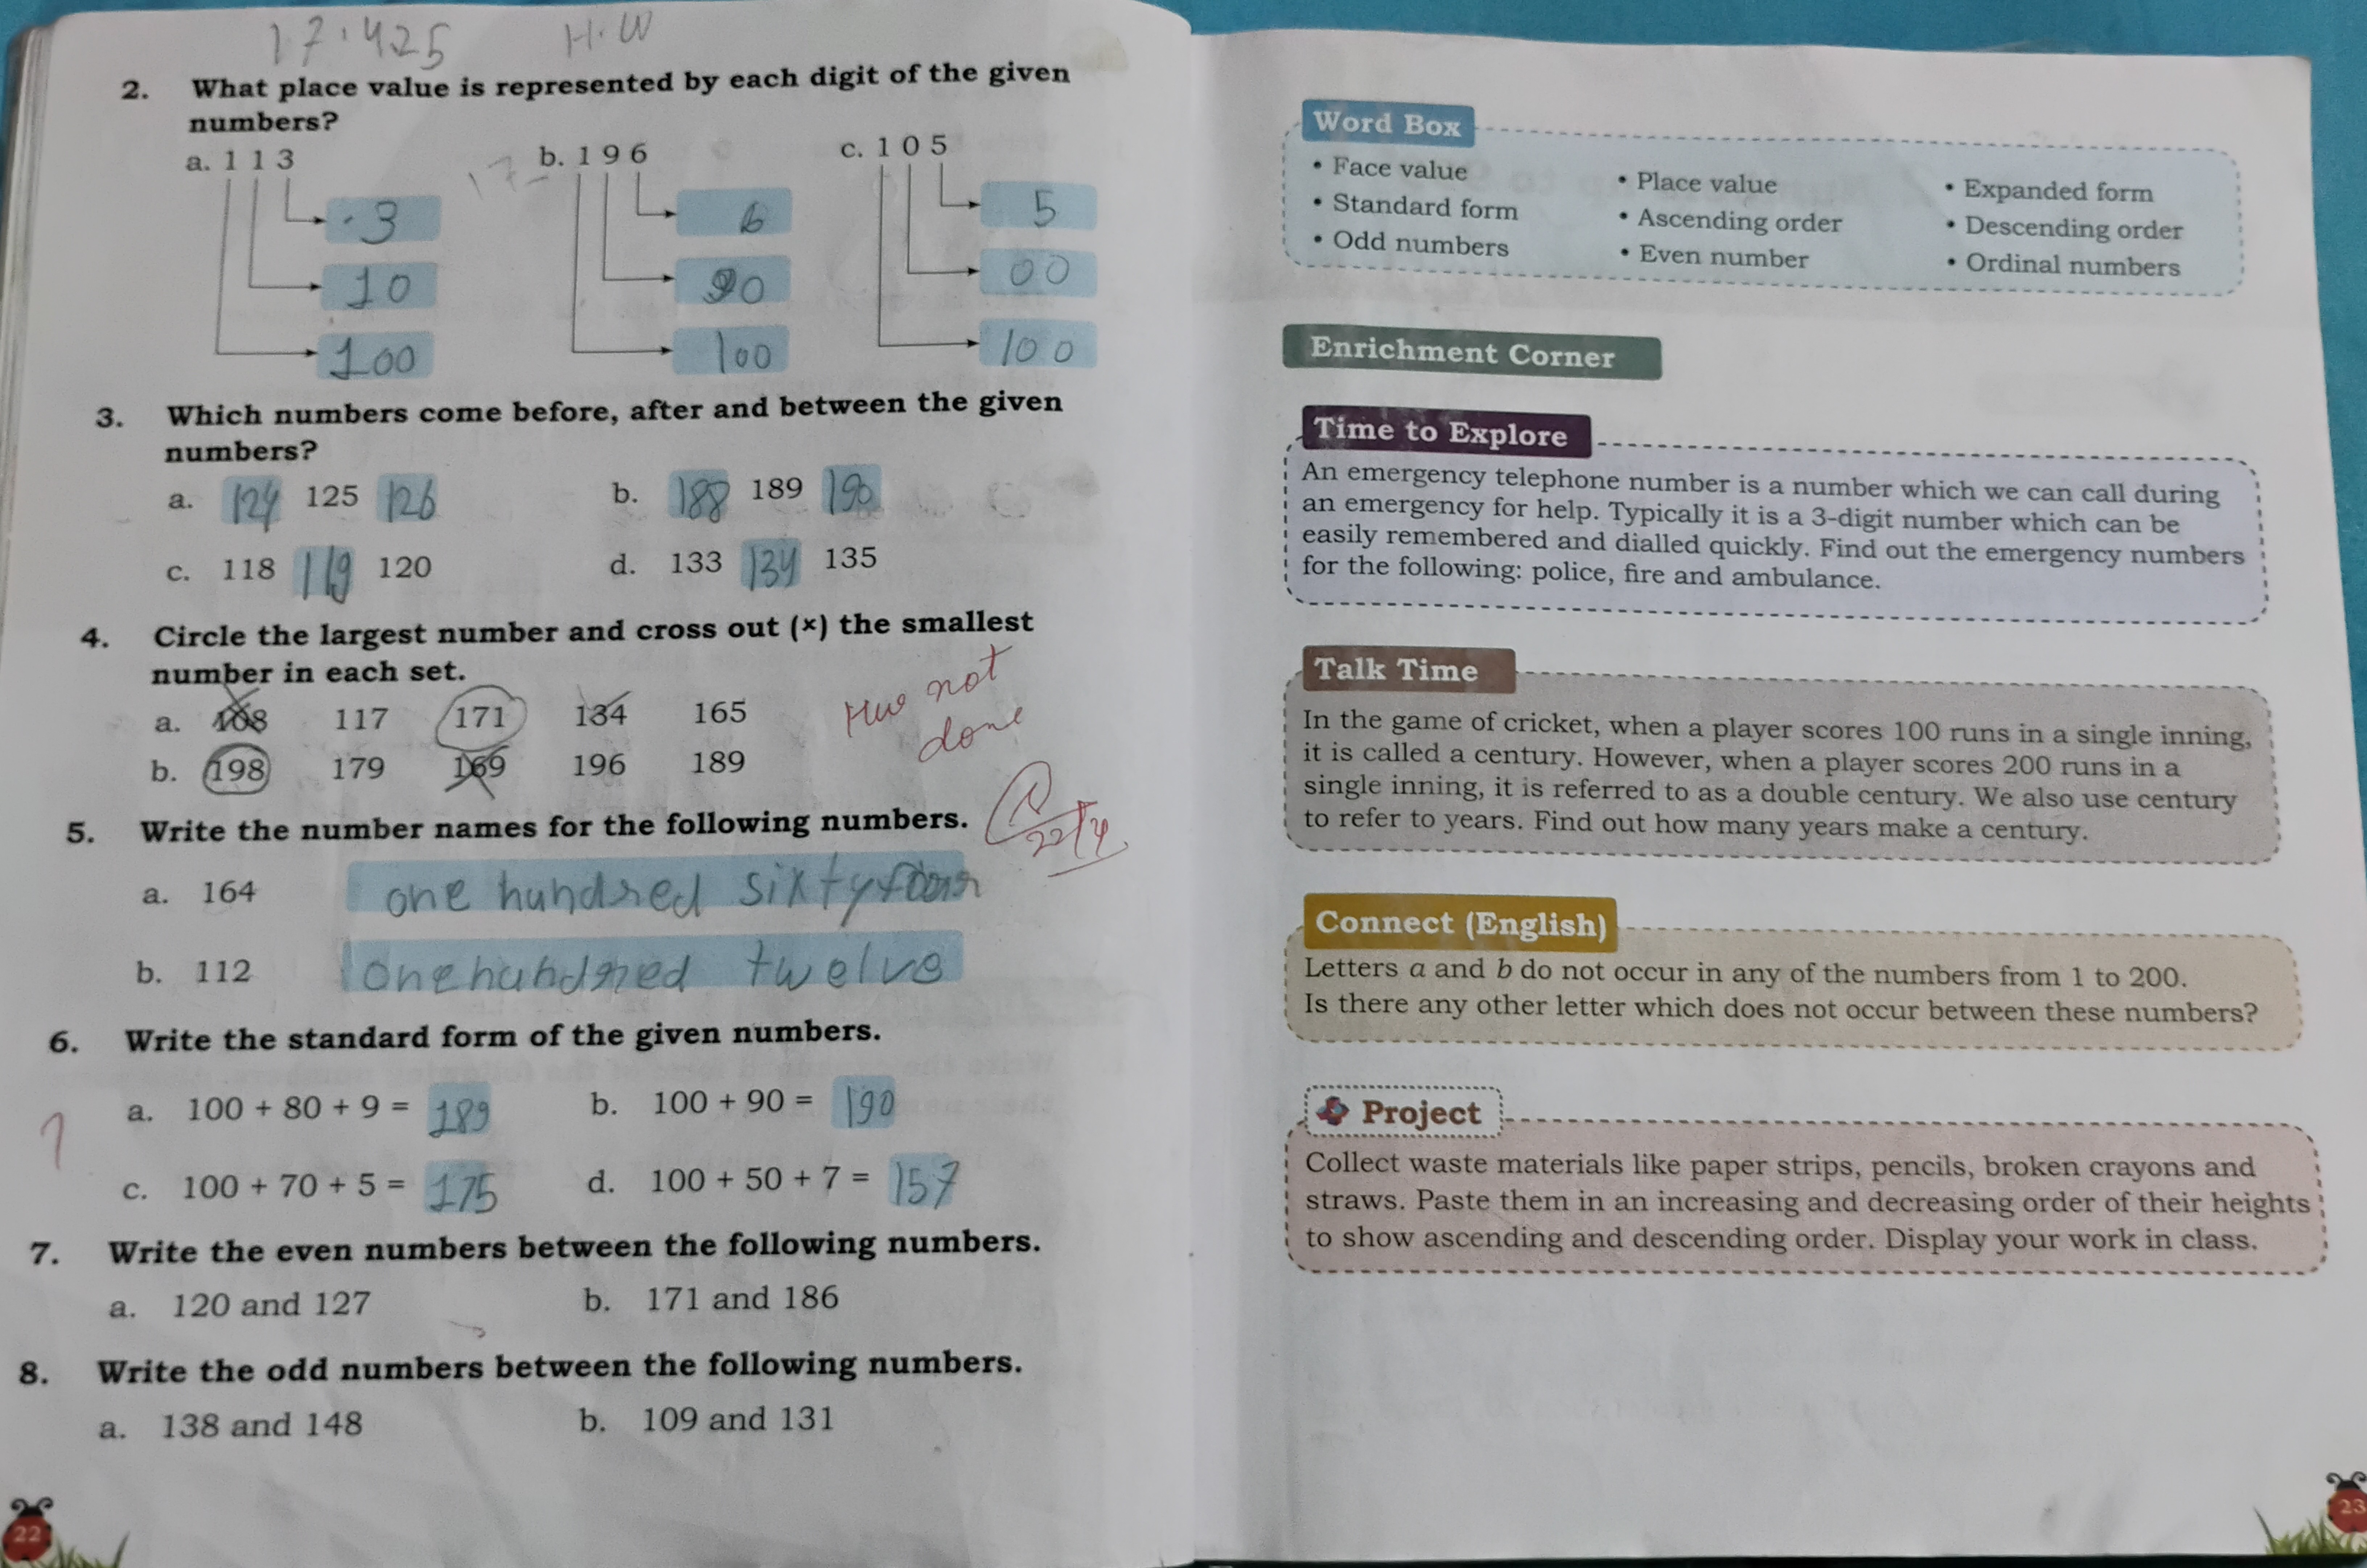 17.425 H.W
2. What place value is represented by each digit of the given
numbers?
a. 1 1 3 b. 1 9 6 c. 1 0 5
3 6 5
10 90 00
100 100 100
3. Which numbers come before, after and between the given
numbers?
a. 124 125 126 b. 188 189 190
c. 118 119 120 d. 133 134 135
4. Circle the largest number and cross out (×) the smallest
number in each set.
a. 108 117 171 134 165
b. 198 179 169 196 189
Hw not
done
22/4
5. Write the number names for the following numbers.
a. 164 one hundred sixtyfour
b. 112 onehundred twelve
6. Write the standard form of the given numbers.
a. 100 + 80 + 9 = 189 b. 100 + 90 = 190
c. 100 + 70 + 5 = 175 d. 100 + 50 + 7 = 157
7. Write the even numbers between the following numbers.
a. 120 and 127 b. 171 and 186
8. Write the odd numbers between the following numbers.
a. 138 and 148 b. 109 and 131
22
Word Box
• Face value • Place value • Expanded form
• Standard form • Ascending order • Descending order
• Odd numbers • Even number • Ordinal numbers
Enrichment Corner
Time to Explore
An emergency telephone number is a number which we can call during
an emergency for help. Typically it is a 3-digit number which can be
easily remembered and dialled quickly. Find out the emergency numbers
for the following: police, fire and ambulance.
Talk Time
In the game of cricket, when a player scores 100 runs in a single inning,
it is called a century. However, when a player scores 200 runs in a
single inning, it is referred to as a double century. We also use century
to refer to years. Find out how many years make a century.
Connect (English)
Letters a and b do not occur in any of the numbers from 1 to 200.
Is there any other letter which does not occur between these numbers?
Project
Collect waste materials like paper strips, pencils, broken crayons and
straws. Paste them in an increasing and decreasing order of their heights
to show ascending and descending order. Display your work in class.
23